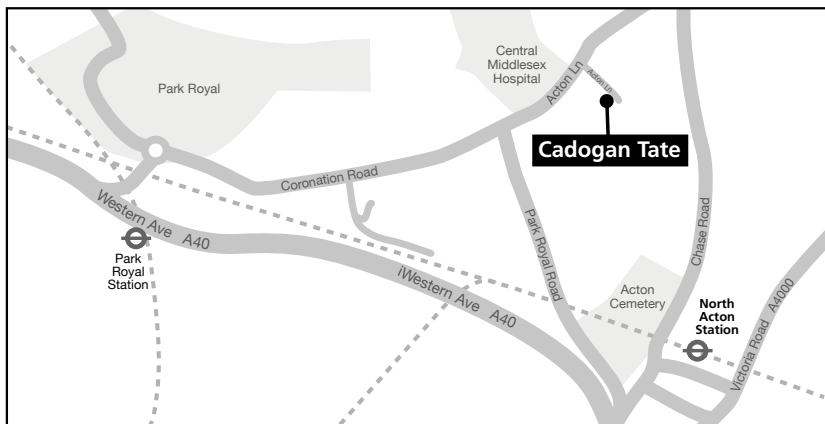 Central
Middlesex
Hospital
Acton Ln
Acton Ln
Park Royal
Cadogan Tate
Coronation Road
Western Ave A40
Park
Royal
Station
iWestern Ave A40
Park Royal Road
Chase Road
Acton
Cemetery
North
Acton
Station
Victoria Road A4000